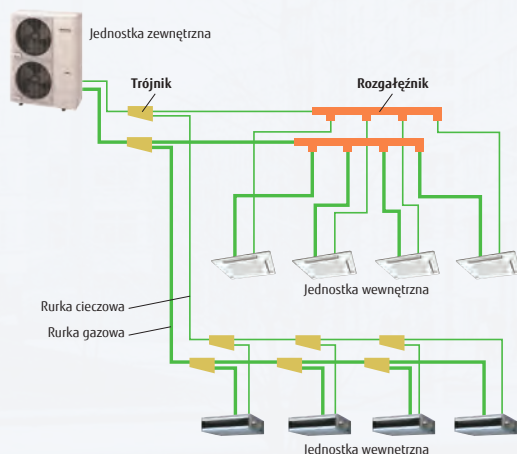 Jednostka zewnętrzna
Trójnik
Rozgałęźnik
Jednostka wewnętrzna
Rurka cieczowa
Rurka gazowa
Jednostka wewnętrzna